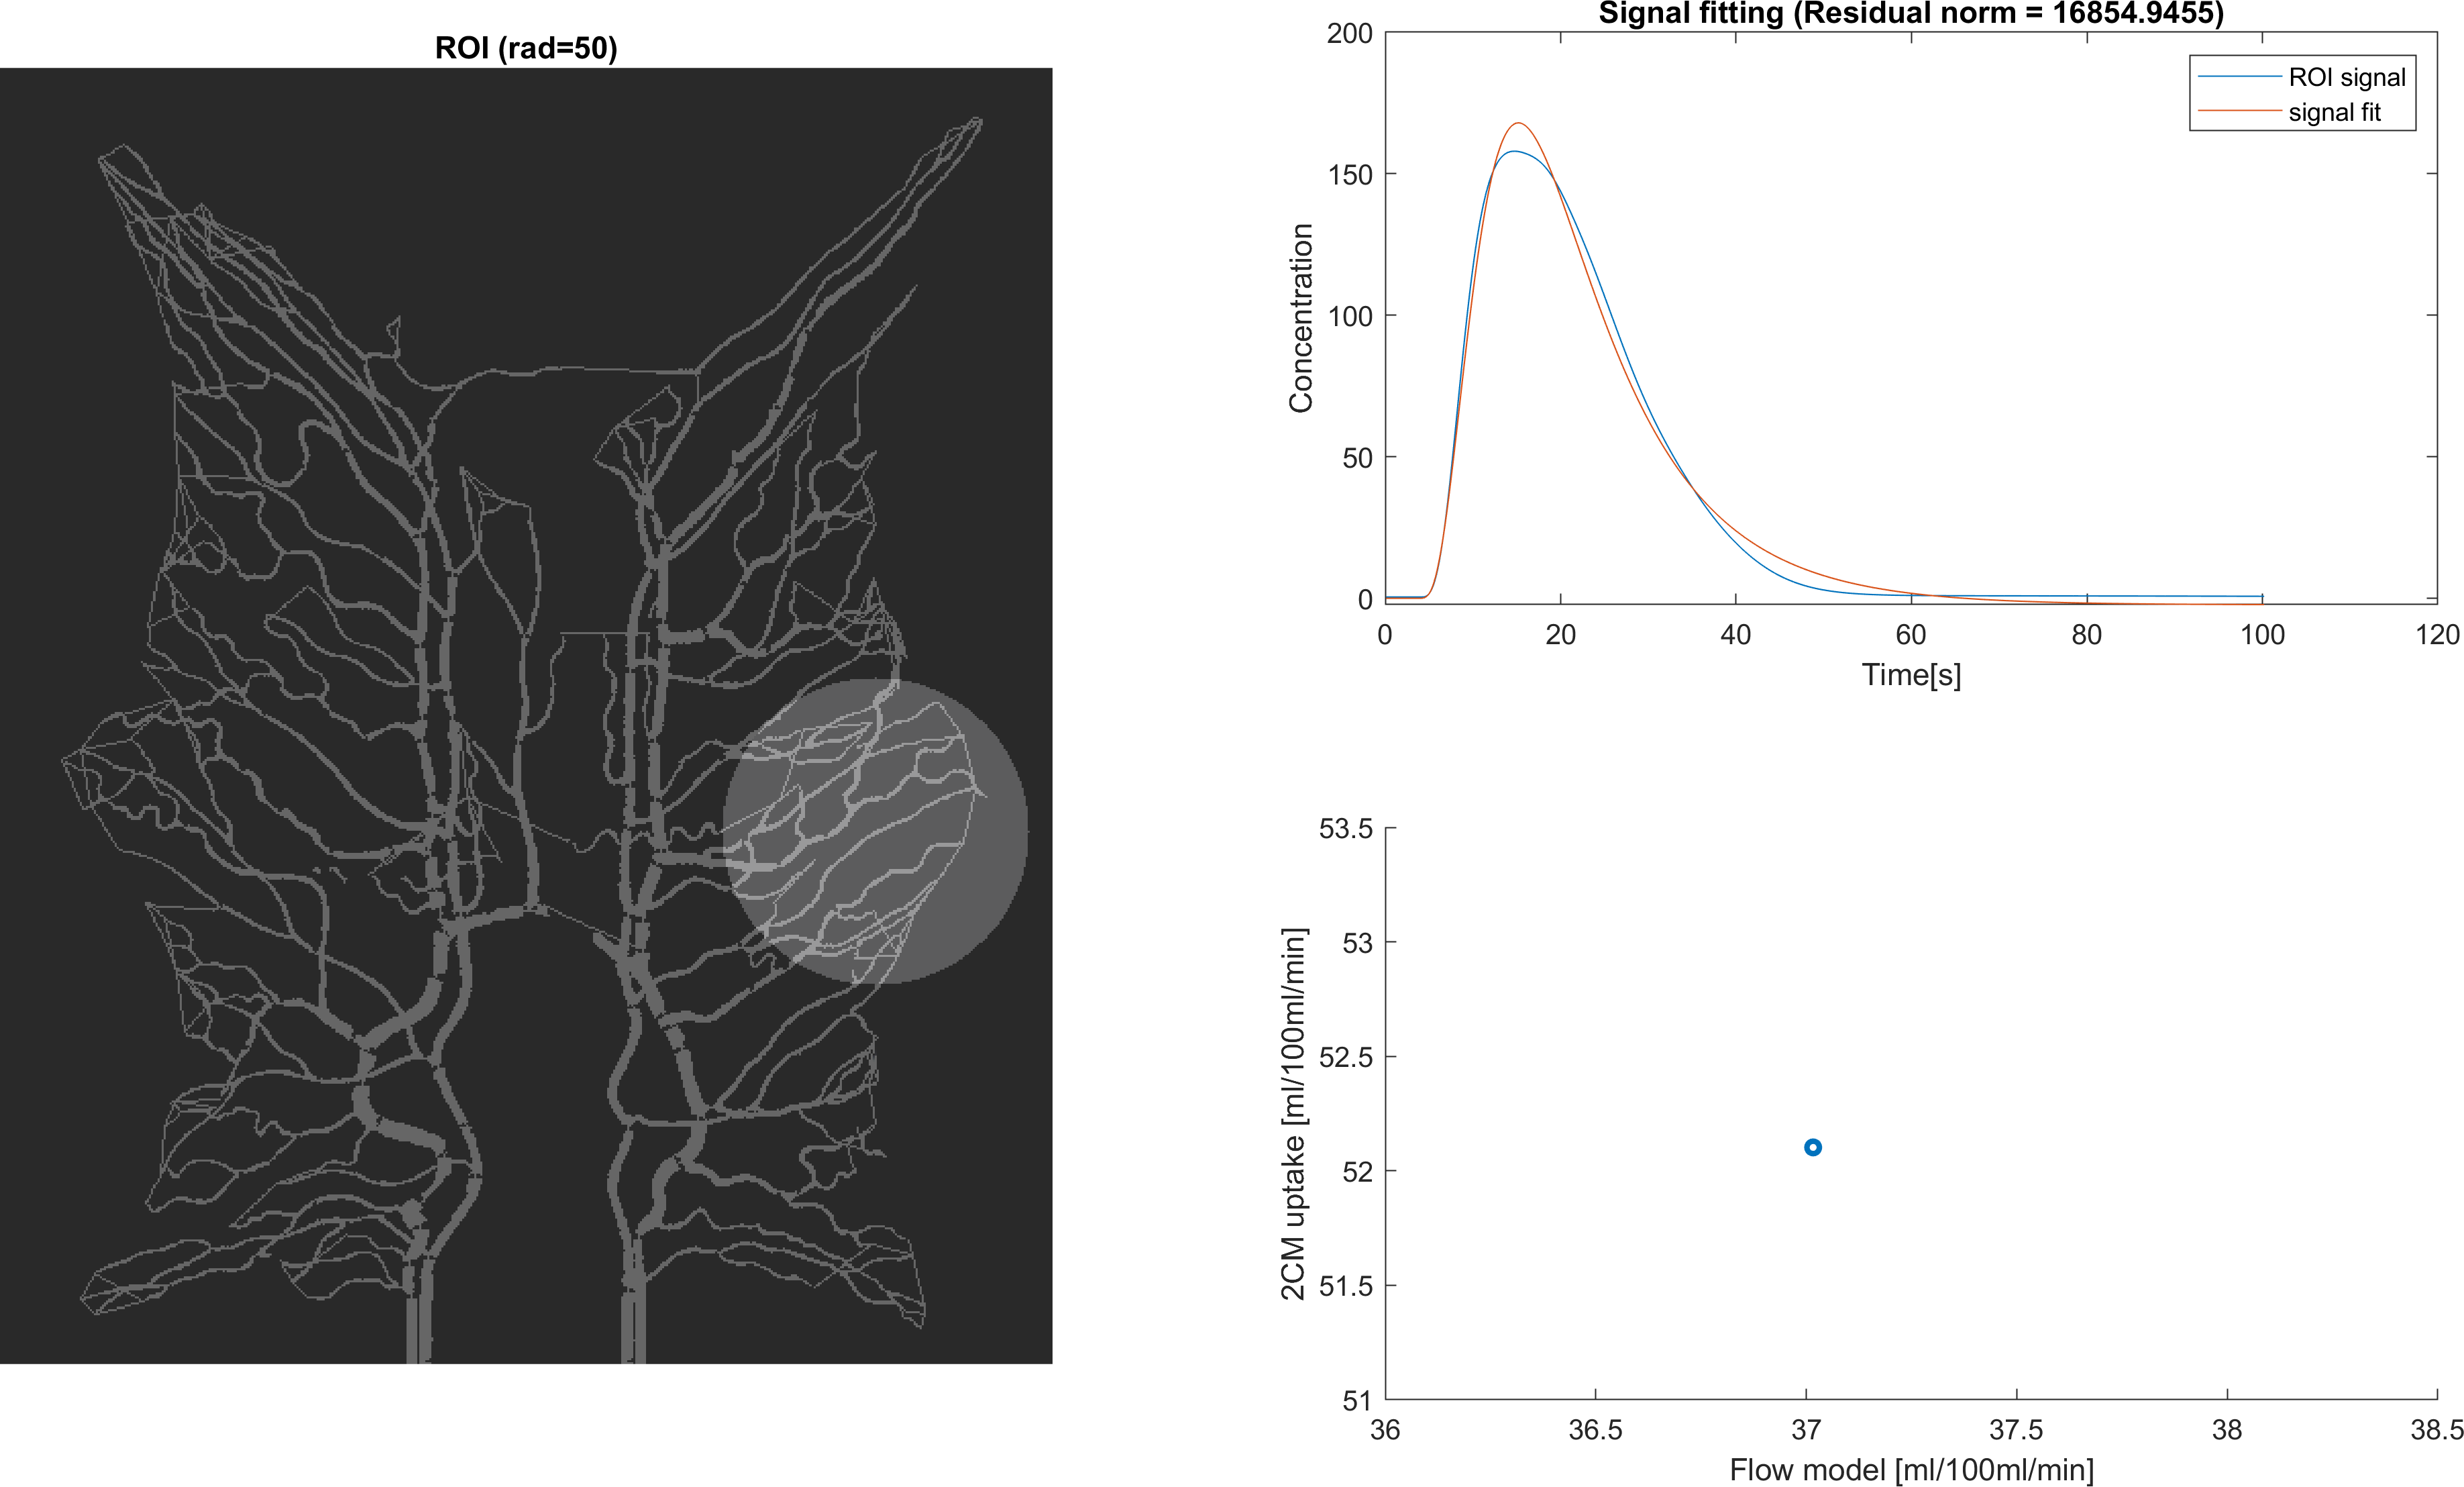 ROI (rad=50)
Signal fitting (Residual norm = 16854.9455)
200
150
100
50
0
Concentration
ROI signal
signal fit
0 20 40 60 80 100 120
Time[s]
53.5
53
52.5
52
51.5
51
2CM uptake [ml/100ml/min]
36 36.5 37 37.5 38 38.5
Flow model [ml/100ml/min]